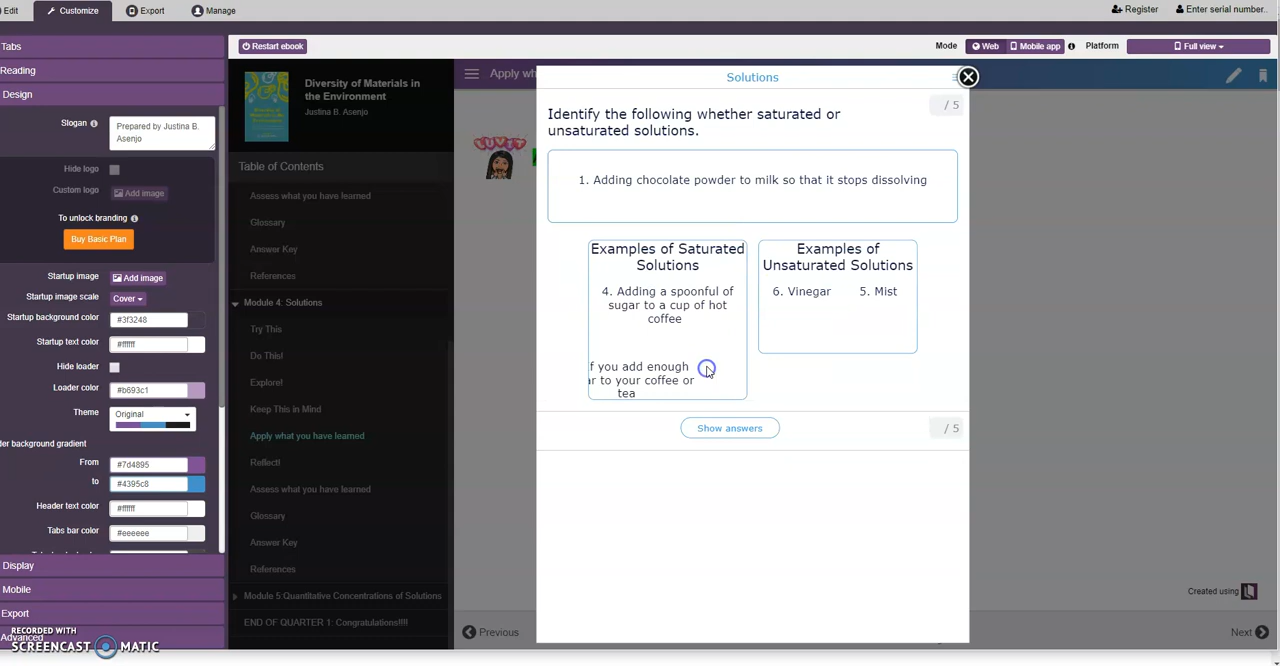 Edit
Customize
Export
Manage
Register
Enter serial number..
Tabs
Reading
Design
Slogan
Prepared by Justina B.
Asenjo
Hide logo
Custom logo
Add image
To unlock branding
Buy Basic Plan
Startup image
Add image
Startup image scale
Cover
Startup background color
#3f3248
Startup text color
#ffffff
Hide loader
Loader color
#b693c1
Theme
Original
der background gradient
From
#7d4895
to
#4395c8
Header text color
#ffffff
Tabs bar color
#eeeeee
Display
Mobile
Export
Advanced
RECORDED WITH
SCREENCAST MATIC
Restart ebook
Mode
Web
Mobile app
Platform
Full view
Diversity of Materials in
the Environment
Justina B. Asenjo
Table of Contents
Assess what you have learned
Glossary
Answer Key
References
Module 4: Solutions
Try This
Do This!
Explore!
Keep This in Mind
Apply what you have learned
Reflect!
Assess what you have learned
Glossary
Answer Key
References
Module 5:Quantitative Concentrations of Solutions
END OF QUARTER 1: Congratulations!!!!
Apply wh
Solutions
/ 5
Identify the following whether saturated or
unsaturated solutions.
1. Adding chocolate powder to milk so that it stops dissolving
Examples of Saturated
Solutions
4. Adding a spoonful of
sugar to a cup of hot
coffee
f you add enough
ar to your coffee or
tea
Examples of
Unsaturated Solutions
6. Vinegar
5. Mist
Show answers
/ 5
Created using
Previous
Next